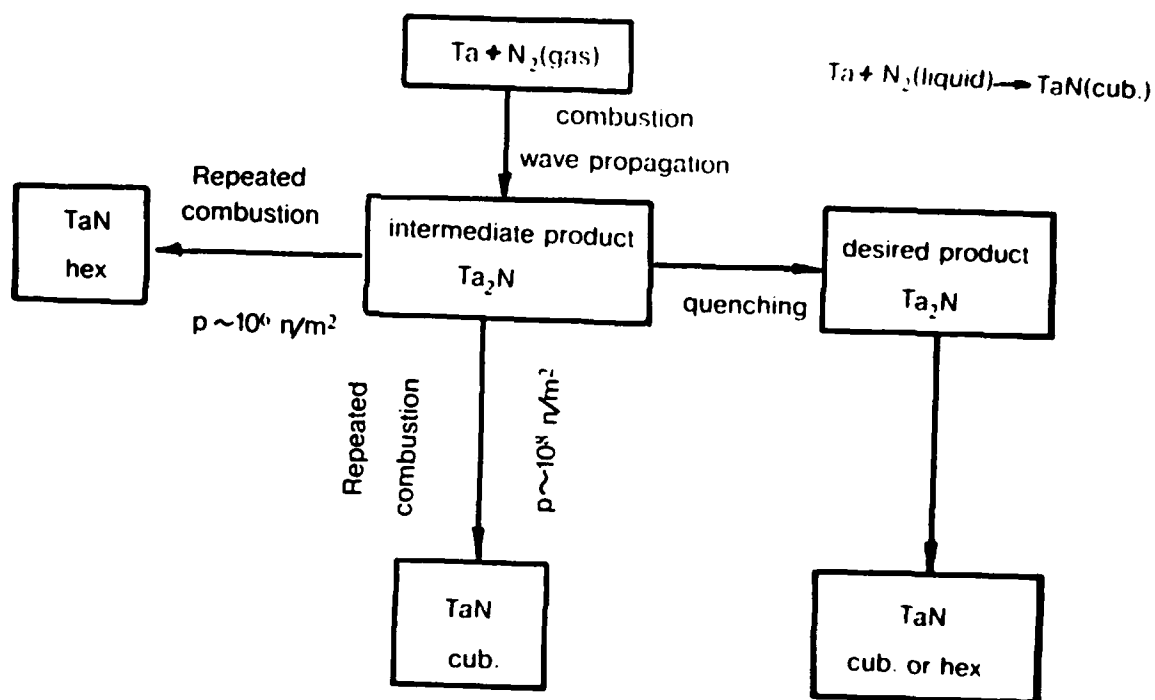 Ta + N₂(gas)
Ta + N₂(liquid) → TaN(cub.)
combustion
wave propagation
Repeated
combustion
TaN
hex
intermediate product
Ta₂N
desired product
Ta₂N
quenching
p ~ 10⁶ n/m²
Repeated
combustion
p ~ 10⁸ n/m²
TaN
cub.
TaN
cub. or hex